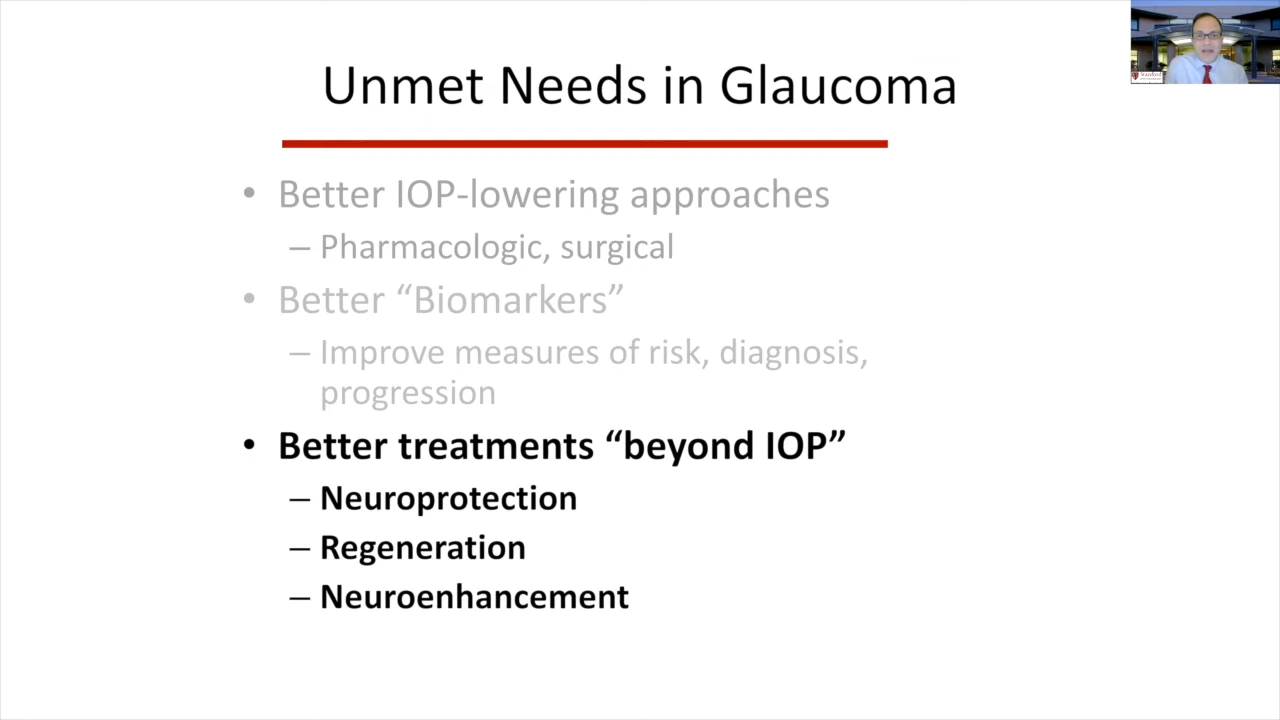 Unmet Needs in Glaucoma
• Better IOP-lowering approaches
– Pharmacologic, surgical
• Better “Biomarkers”
– Improve measures of risk, diagnosis,
progression
• Better treatments “beyond IOP”
– Neuroprotection
– Regeneration
– Neuroenhancement
Stanford